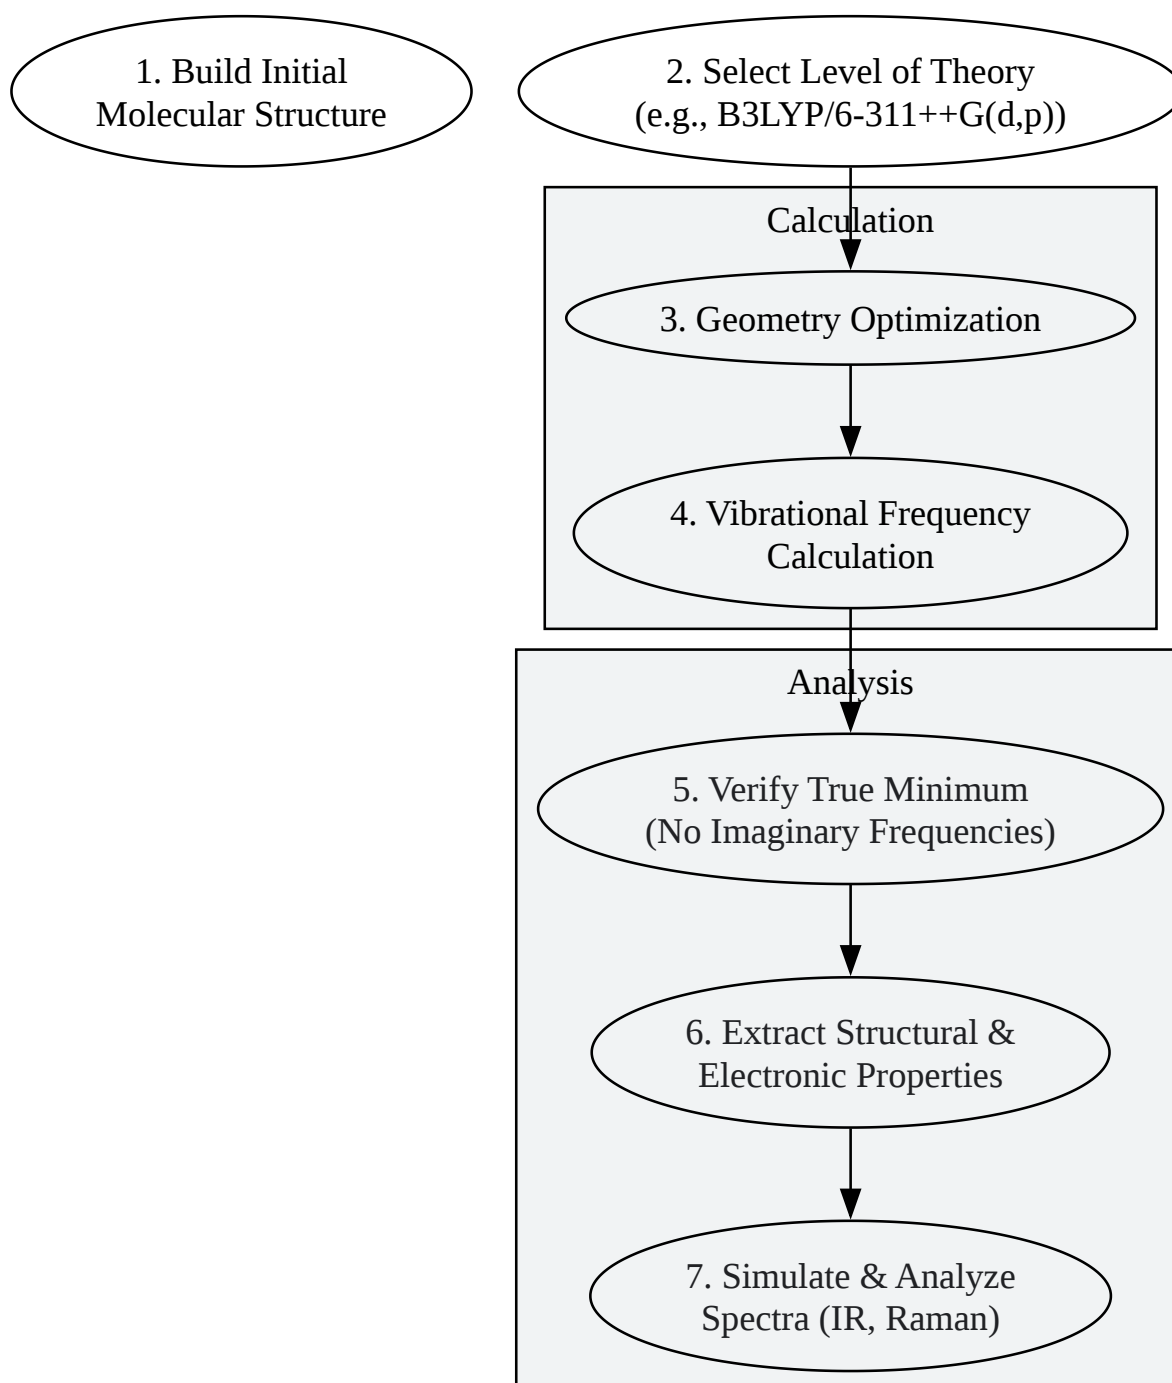 1. Build Initial
Molecular Structure
2. Select Level of Theory
(e.g., B3LYP/6-311++G(d,p))
Calculation
3. Geometry Optimization
4. Vibrational Frequency
Calculation
Analysis
5. Verify True Minimum
(No Imaginary Frequencies)
6. Extract Structural &
Electronic Properties
7. Simulate & Analyze
Spectra (IR, Raman)